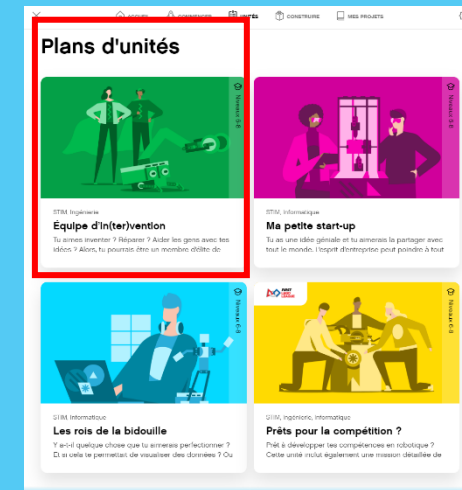 ACCUEIL COMMENCER UNITÉS CONSTRUIRE MES PROJETS
Plans d'unités
Niveaux 6-8
STIM, Ingénierie
Équipe d'in(ter)vention
Tu aimes inventer ? Réparer ? Aider les gens avec tes
idées ? Alors, tu pourrais être un membre d'élite de
Niveaux 6-8
STIM, Informatique
Ma petite start-up
Tu as une idée géniale et tu aimerais la partager avec
tout le monde. L'esprit d'entreprise peut poindre à tout
Niveaux 6-8
STIM, Informatique
Les rois de la bidouille
Y a-t-il quelque chose que tu aimerais perfectionner ?
Et si cela te permettait de visualiser des données ? Ou
FIRST
LEGO
LEAGUE
Niveaux 6-8
STIM, Ingénierie, Informatique
Prêts pour la compétition ?
Prêt à développer tes compétences en robotique ?
Cette unité inclut également une mission détaillée de